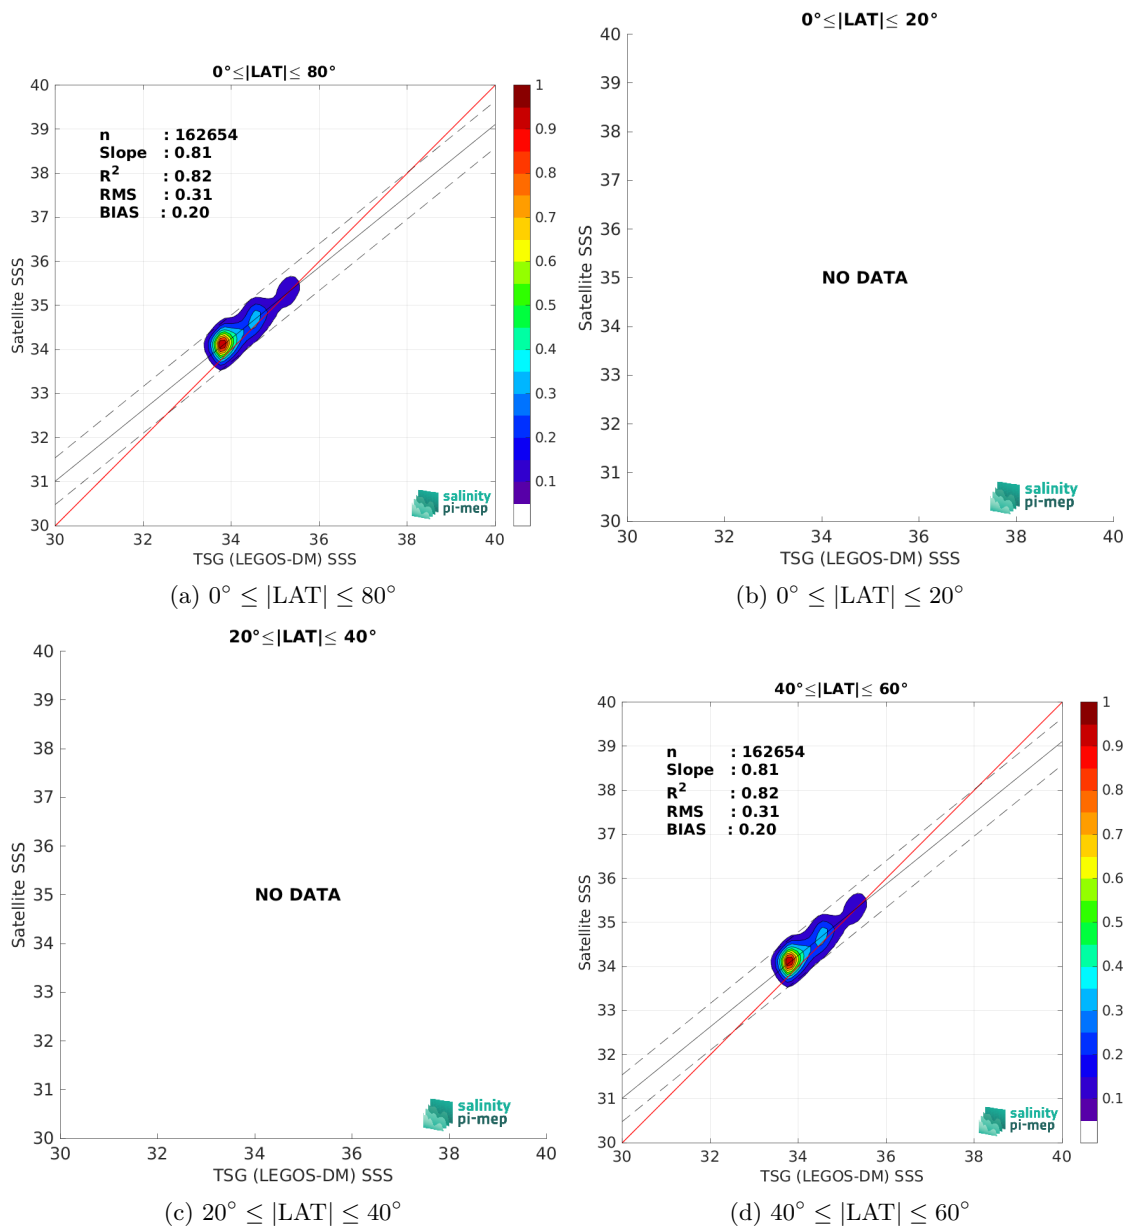 0°≤|LAT|≤ 80°
40
39
38
37
36
35
34
33
32
31
30
Satellite SSS
n : 162654
Slope : 0.81
R² : 0.82
RMS : 0.31
BIAS : 0.20
1
0.9
0.8
0.7
0.6
0.5
0.4
0.3
0.2
0.1
salinity
pi-mep
30 32 34 36 38 40
TSG (LEGOS-DM) SSS
(a) 0° ≤ |LAT| ≤ 80°
0°≤|LAT|≤ 20°
40
39
38
37
36
35
34
33
32
31
30
Satellite SSS
NO DATA
salinity
pi-mep
30 32 34 36 38 40
TSG (LEGOS-DM) SSS
(b) 0° ≤ |LAT| ≤ 20°
20°≤|LAT|≤ 40°
40
39
38
37
36
35
34
33
32
31
30
Satellite SSS
NO DATA
salinity
pi-mep
30 32 34 36 38 40
TSG (LEGOS-DM) SSS
(c) 20° ≤ |LAT| ≤ 40°
40°≤|LAT|≤ 60°
40
39
38
37
36
35
34
33
32
31
30
Satellite SSS
n : 162654
Slope : 0.81
R² : 0.82
RMS : 0.31
BIAS : 0.20
1
0.9
0.8
0.7
0.6
0.5
0.4
0.3
0.2
0.1
salinity
pi-mep
30 32 34 36 38 40
TSG (LEGOS-DM) SSS
(d) 40° ≤ |LAT| ≤ 60°